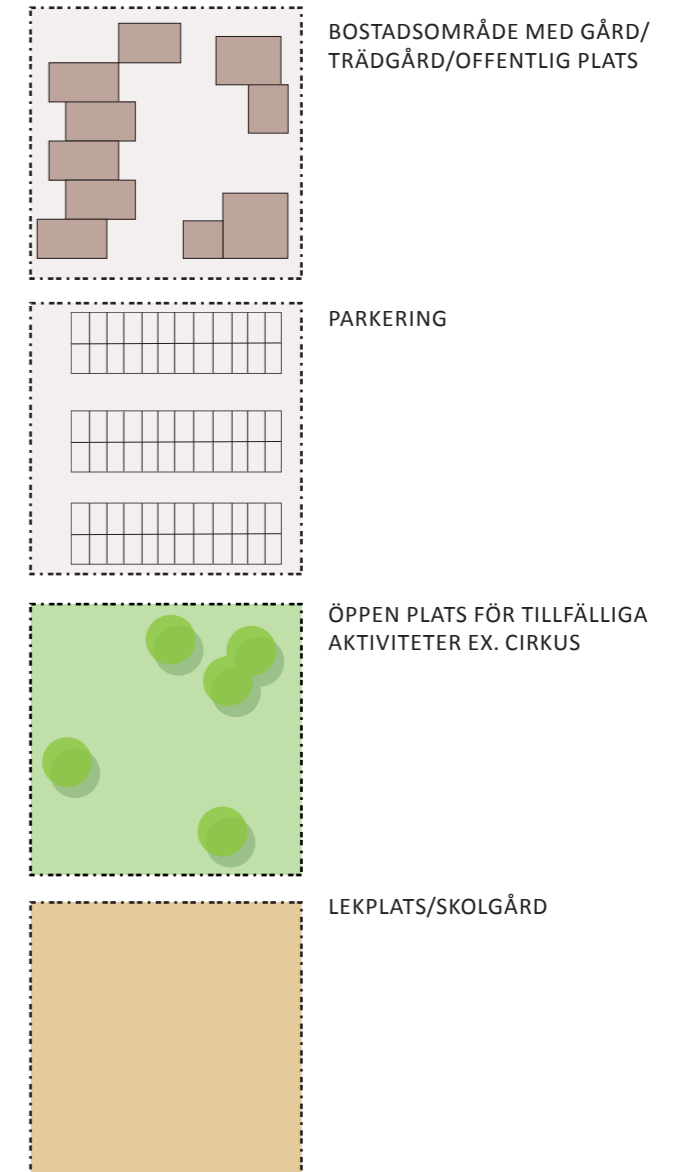 BOSTADSOMRÅDE MED GÅRD/
TRÄDGÅRD/OFFENTLIG PLATS
PARKERING
ÖPPEN PLATS FÖR TILLFÄLLIGA
AKTIVITETER EX. CIRKUS
LEKPLATS/SKOLGÅRD